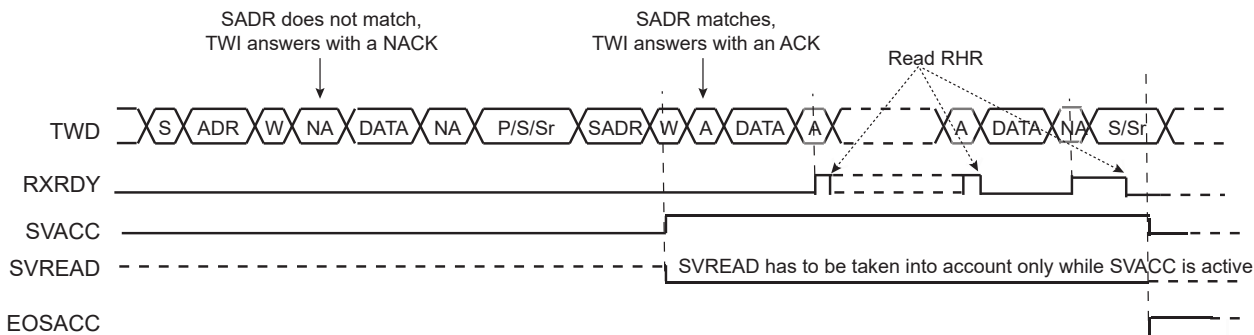 SADR does not match,
TWI answers with a NACK
SADR matches,
TWI answers with an ACK
Read RHR
TWD S ADR W NA DATA NA P/S/Sr SADR W A DATA A A DATA NA S/Sr
RXRDY
SVACC
SVREAD SVREAD has to be taken into account only while SVACC is active
EOSACC